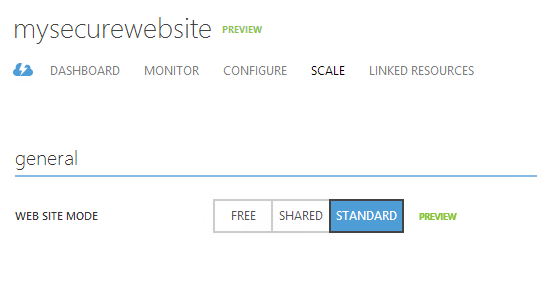 mysecurewebsite PREVIEW
DASHBOARD MONITOR CONFIGURE SCALE LINKED RESOURCES
general
WEB SITE MODE FREE SHARED STANDARD PREVIEW